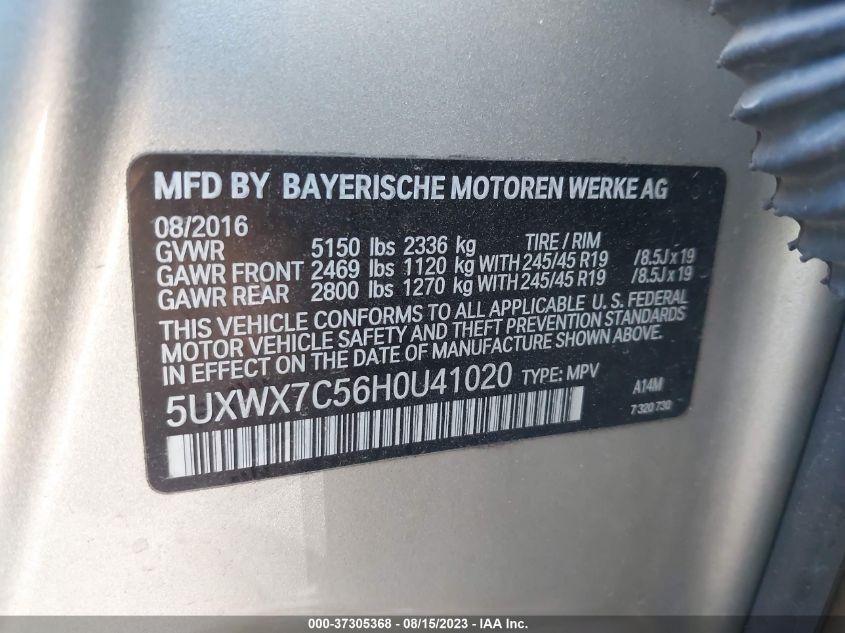 MFD BY BAYERISCHE MOTOREN WERKE AG
08/2016
GVWR 5150 lbs 2336 kg TIRE / RIM
GAWR FRONT 2469 lbs 1120 kg WITH 245/45 R19 /8.5J x 19
GAWR REAR 2800 lbs 1270 kg WITH 245/45 R19 /8.5J x 19
THIS VEHICLE CONFORMS TO ALL APPLICABLE U. S. FEDERAL
MOTOR VEHICLE SAFETY AND THEFT PREVENTION STANDARDS
IN EFFECT ON THE DATE OF MANUFACTURE SHOWN ABOVE.
5UXWX7C56H0U41020 TYPE: MPV A14M
7 320 730
000-37305368 - 08/15/2023 - IAA Inc.